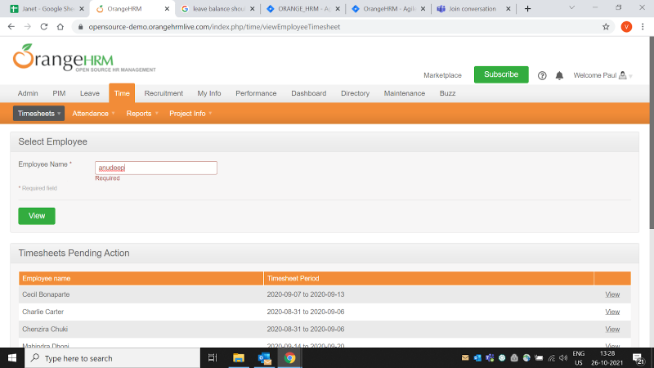 Janet - Google She
OrangeHRM
leave balance shou
ORANGE_HRM - A
OrangeHRM - Agil
Join conversation
opensource-demo.orangehrmlive.com/index.php/time/viewEmployeeTimesheet
V
OrangeHRM
OPEN SOURCE HR MANAGEMENT
Marketplace
Subscribe
Welcome Paul
Admin PIM Leave Time Recruitment My Info Performance Dashboard Directory Maintenance Buzz
Timesheets Attendance Reports Project Info
Select Employee
Employee Name * anudeep
Required
* Required field
View
Timesheets Pending Action
Employee name Timesheet Period
Cecil Bonaparte 2020-09-07 to 2020-09-13 View
Charlie Carter 2020-08-31 to 2020-09-06 View
Chenzira Chuki 2020-08-31 to 2020-09-06 View
Mahindra Dhoni 2020-09-14 to 2020-09-20 View
Type here to search
ENG
US
13:28
26-10-2021